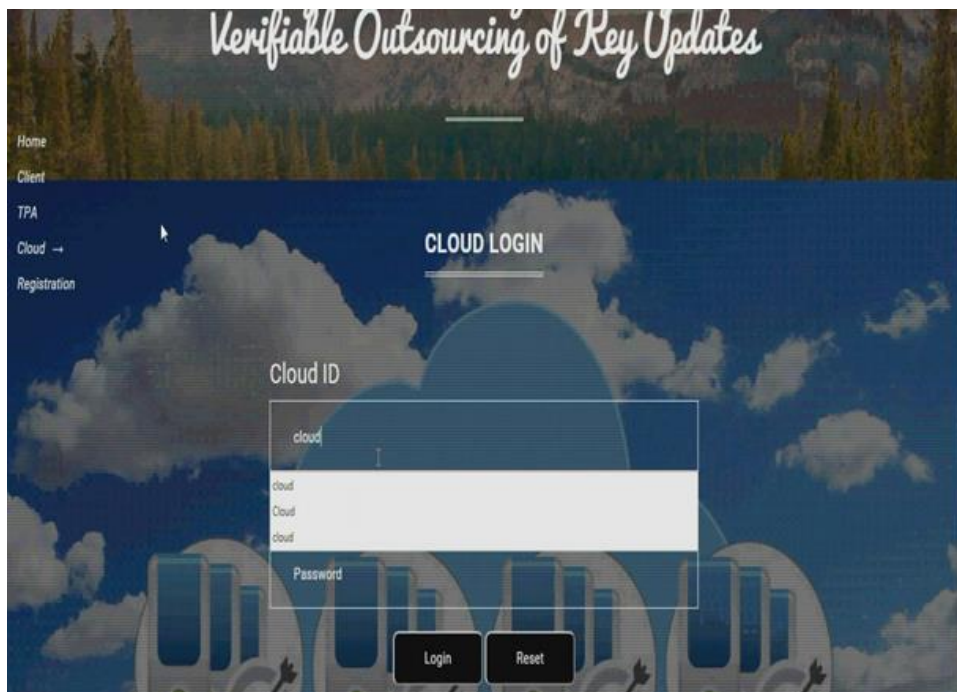 Verifiable Outsourcing of Key Updates
Home
Client
TPA
Cloud →
Registration
CLOUD LOGIN
Cloud ID
cloud
cloud
Cloud
cloud
Password
Login
Reset